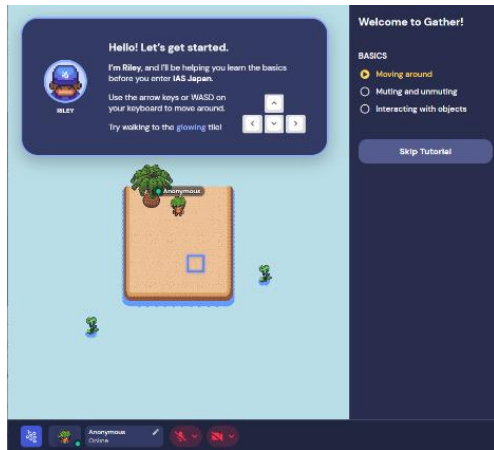 Hello! Let's get started.
I'm Riley, and I'll be helping you learn the basics
before you enter IAS Japan.
Use the arrow keys or WASD on
your keyboard to move around.
Try walking to the glowing tile!
RILEY
Anonymous
Welcome to Gather!
BASICS
Moving around
Muting and unmuting
Interacting with objects
Skip Tutorial
Anonymous
Online